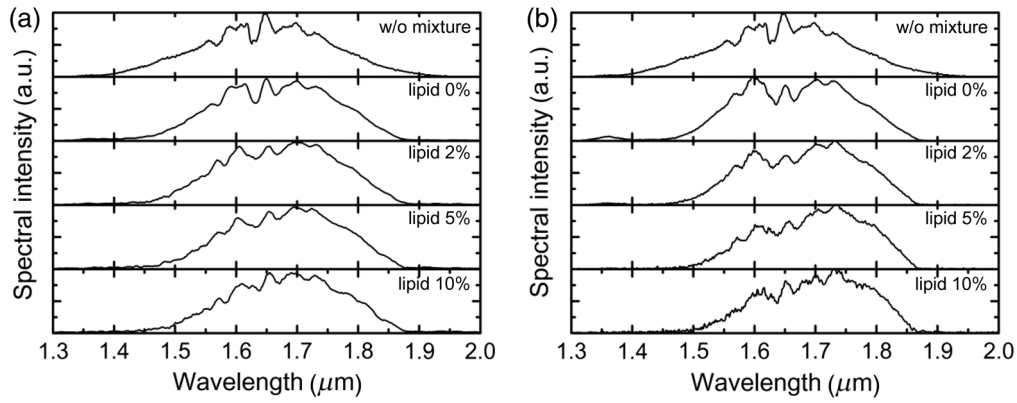 (a)
Spectral intensity (a.u.)
w/o mixture
lipid 0%
lipid 2%
lipid 5%
lipid 10%
1.3 1.4 1.5 1.6 1.7 1.8 1.9 2.0
Wavelength (μm)
(b)
Spectral intensity (a.u.)
w/o mixture
lipid 0%
lipid 2%
lipid 5%
lipid 10%
1.3 1.4 1.5 1.6 1.7 1.8 1.9 2.0
Wavelength (μm)